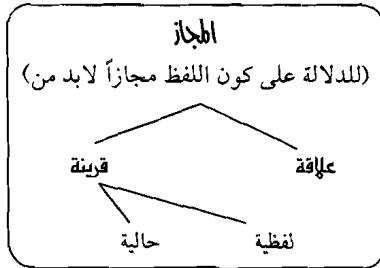 المجاز
(للدلالة على كون اللفظ مجازاً لابد من)
علاقة قرينة
لفظية حالية